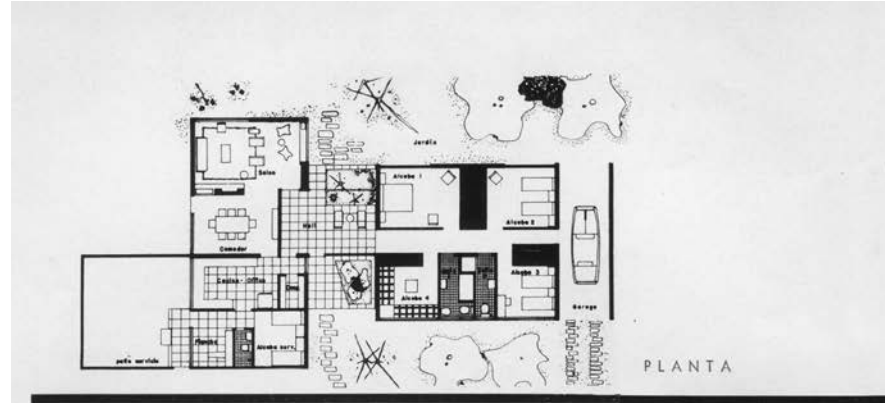 Jardín
Salon
Alcoba 1
Alcoba 2
Hall
Comedor
Cocina - Office
Alcoba 3
Alcoba 4
Garage
Plancha
Alcoba serv.
patio servicio
PLANTA